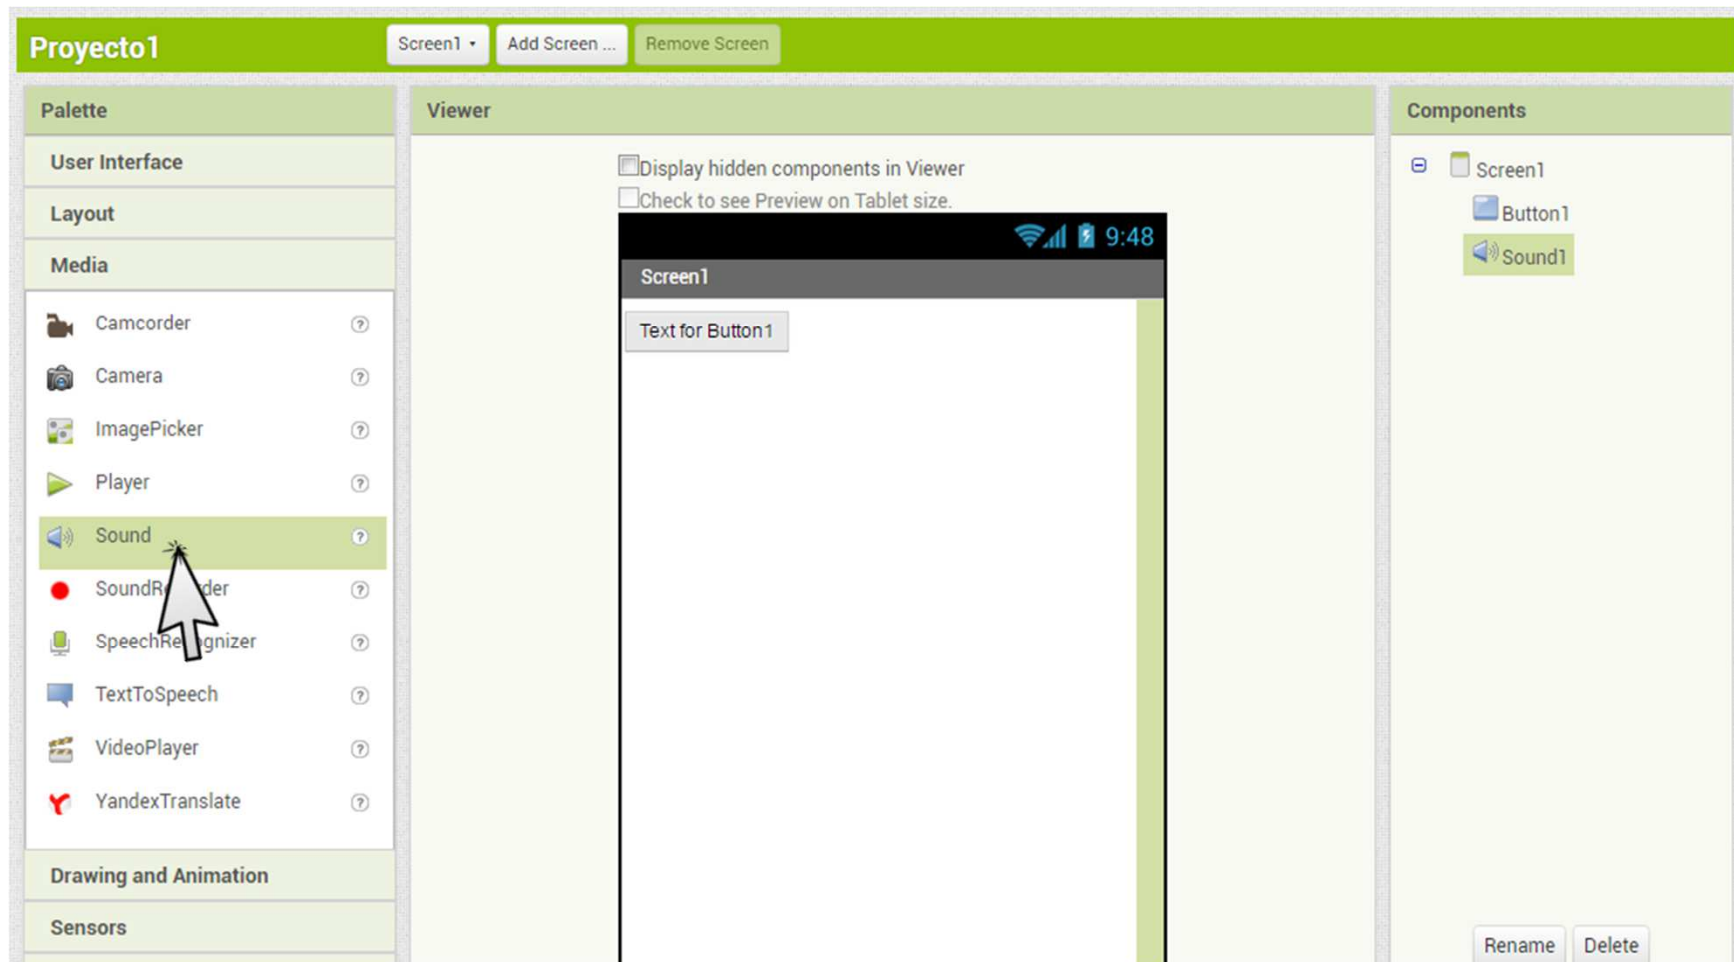 Proyecto1
Screen1 Add Screen ... Remove Screen
Palette
User Interface
Layout
Media
Camcorder ?
Camera ?
ImagePicker ?
Player ?
Sound ?
SoundRecorder ?
SpeechRecognizer ?
TextToSpeech ?
VideoPlayer ?
YandexTranslate ?
Drawing and Animation
Sensors
Viewer
Display hidden components in Viewer
Check to see Preview on Tablet size.
9:48
Screen1
Text for Button1
Components
Screen1
Button1
Sound1
Rename Delete